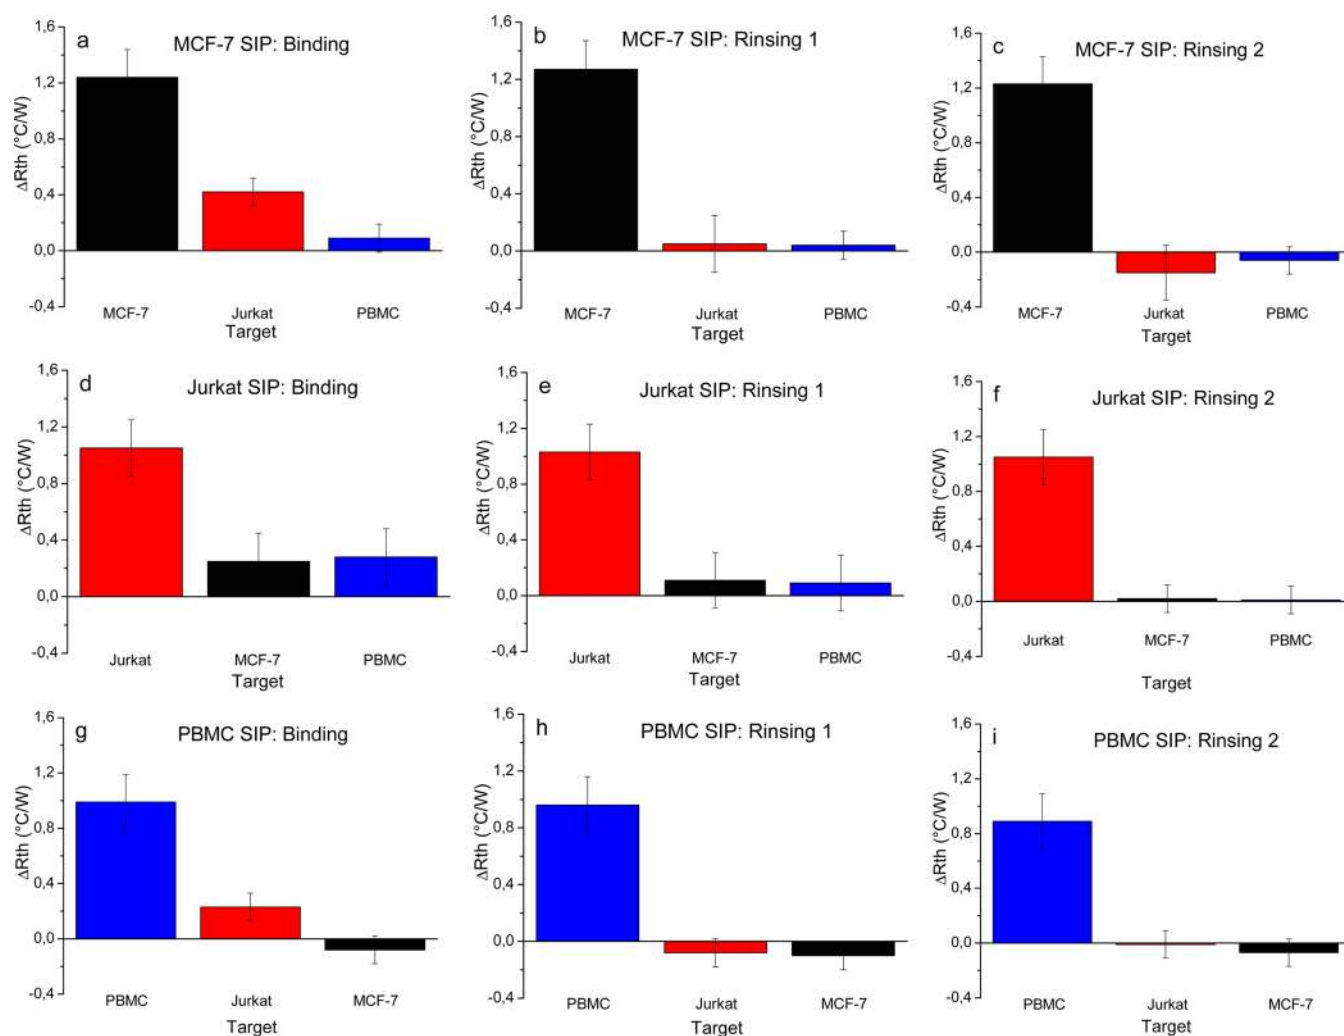 a
MCF-7 SIP: Binding
1,6
1,2
0,8
0,4
0,0
-0,4
ΔRth (°C/W)
MCF-7
Jurkat
PBMC
Target
b
MCF-7 SIP: Rinsing 1
1,6
1,2
0,8
0,4
0,0
-0,4
ΔRth (°C/W)
MCF-7
Jurkat
PBMC
Target
c
MCF-7 SIP: Rinsing 2
1,6
1,2
0,8
0,4
0,0
-0,4
ΔRth (°C/W)
MCF-7
Jurkat
PBMC
Target
d
Jurkat SIP: Binding
1,6
1,2
0,8
0,4
0,0
-0,4
ΔRth (°C/W)
Jurkat
MCF-7
PBMC
Target
e
Jurkat SIP: Rinsing 1
1,6
1,2
0,8
0,4
0,0
-0,4
ΔRth (°C/W)
Jurkat
MCF-7
PBMC
Target
f
Jurkat SIP: Rinsing 2
1,6
1,2
0,8
0,4
0,0
-0,4
ΔRth (°C/W)
Jurkat
MCF-7
PBMC
Target
g
PBMC SIP: Binding
1,6
1,2
0,8
0,4
0,0
-0,4
ΔRth (°C/W)
PBMC
Jurkat
MCF-7
Target
h
PBMC SIP: Rinsing 1
1,6
1,2
0,8
0,4
0,0
-0,4
ΔRth (°C/W)
PBMC
Jurkat
MCF-7
Target
i
PBMC SIP: Rinsing 2
1,6
1,2
0,8
0,4
0,0
-0,4
ΔRth (°C/W)
PBMC
Jurkat
MCF-7
Target